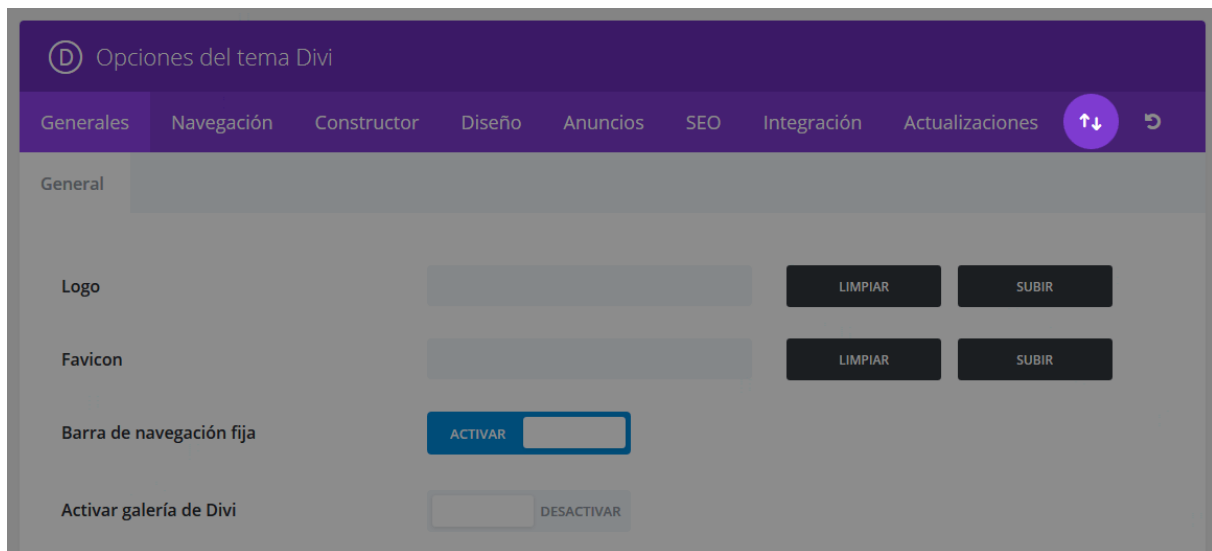 D Opciones del tema Divi
Generales Navegación Constructor Diseño Anuncios SEO Integración Actualizaciones
General
Logo LIMPIAR SUBIR
Favicon LIMPIAR SUBIR
Barra de navegación fija ACTIVAR
Activar galería de Divi DESACTIVAR